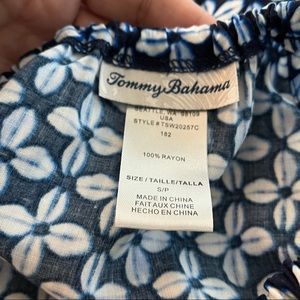 Tommy Bahama
SEATTLE, WA 98109
USA
STYLE# TSW20257C
182
100% RAYON
SIZE / TAILLE/TALLA
S/P
MADE IN CHINA
FAIT AUX CHINE
HECHO EN CHINA